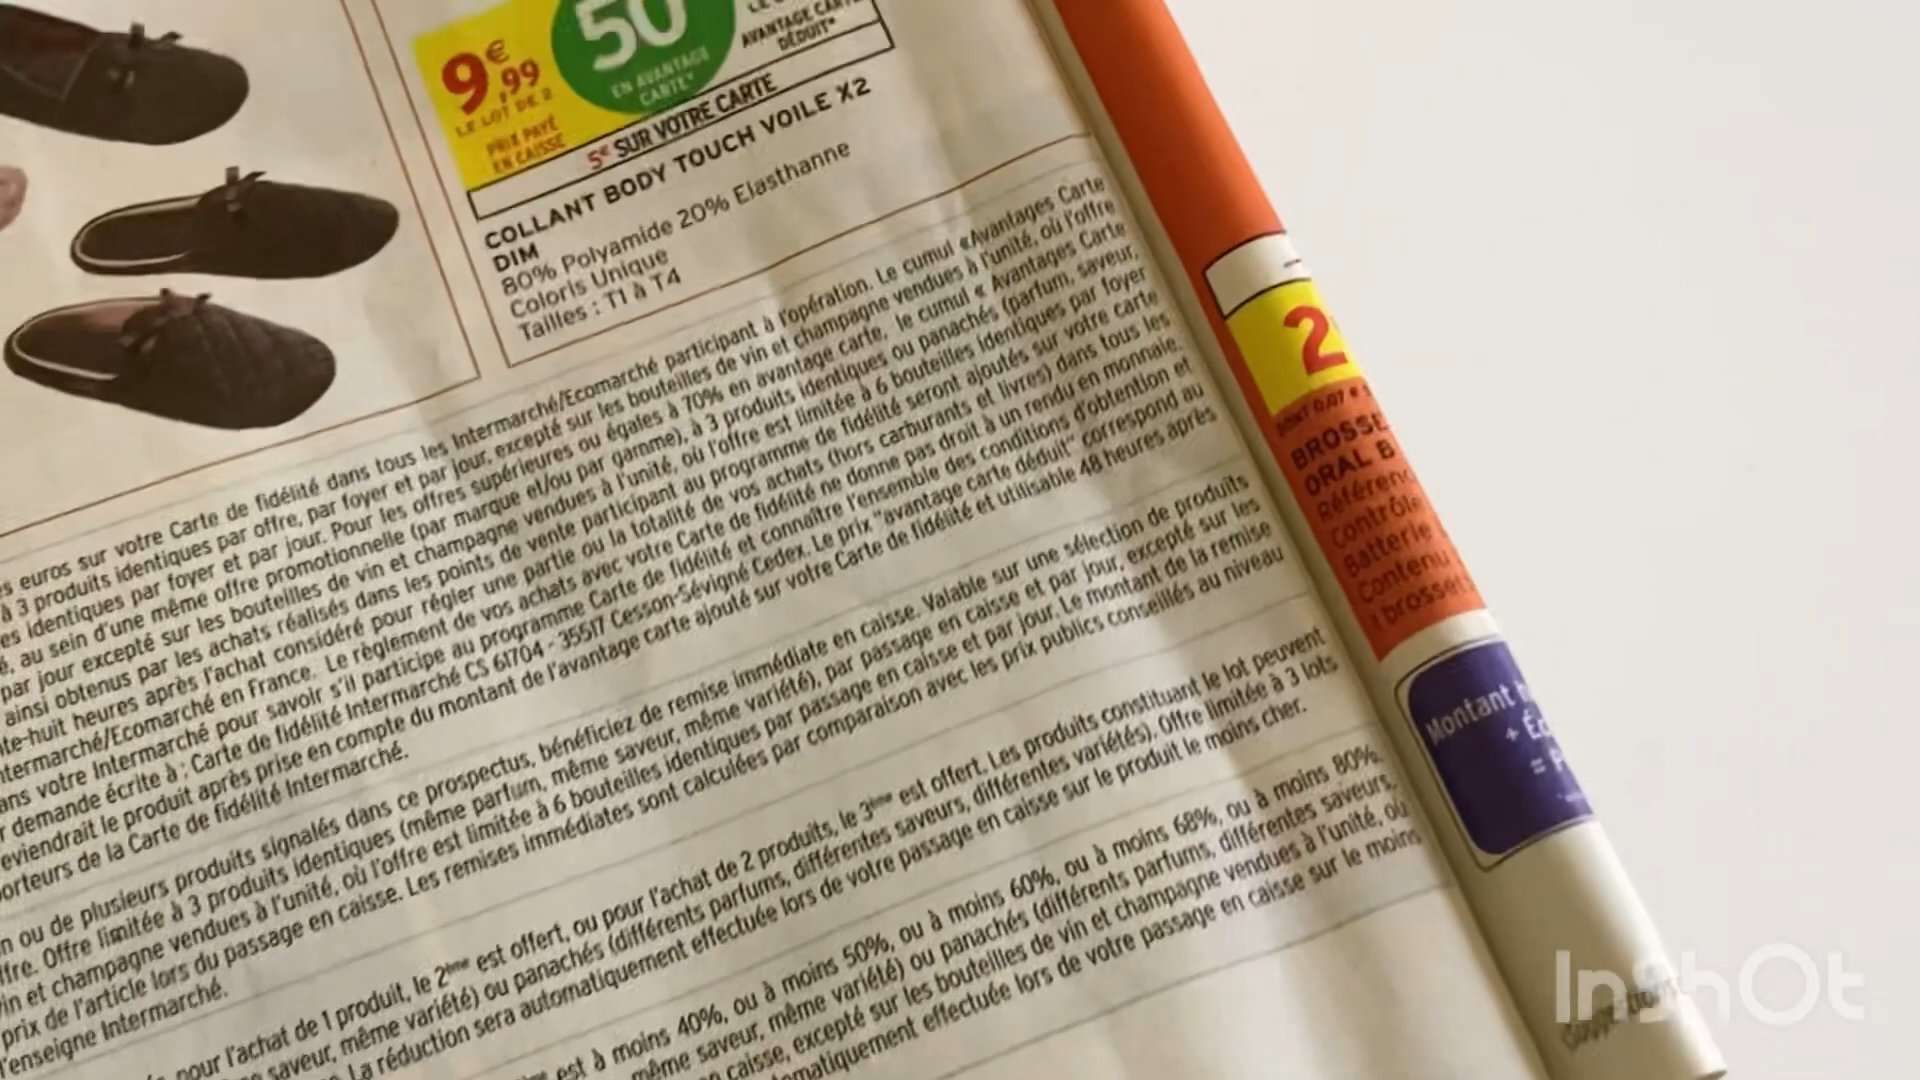 9€,99
LE LOT DE 2
PRIX PAYÉ
EN CAISSE
50
EN AVANTAGE
CARTE*
AVANTAGE CARTE
DÉDUIT*
5€ SUR VOTRE CARTE
COLLANT BODY TOUCH VOILE X2
DIM
80% Polyamide 20% Elasthanne
Coloris Unique
Tailles : T1 à T4
euros sur votre Carte de fidélité dans tous les Intermarché/Ecomarché participant à l'opération. Le cumul «Avantages Carte
à 3 produits identiques par offre, par foyer et par jour, excepté sur les bouteilles de vin et champagne vendues à l'unité, où l'offre
identiques par foyer et par jour. Pour les offres supérieures ou égales à 70% en avantage carte, le cumul « Avantages Carte
au sein d'une même offre promotionnelle (par marque et/ou par gamme), à 3 produits identiques ou panachés (parfum, saveur,
par jour excepté sur les bouteilles de vin et champagne vendues à l'unité, où l'offre est limitée à 6 bouteilles identiques par foyer
ainsi obtenus par les achats réalisés dans les points de vente participant au programme de fidélité seront ajoutés sur votre carte
nte-huit heures après l'achat considéré pour régler une partie ou la totalité de vos achats (hors carburants et livres) dans tous les
ntermarché/Ecomarché en France. Le règlement de vos achats avec votre Carte de fidélité ne donne pas droit à un rendu en monnaie.
ans votre Intermarché pour savoir s'il participe au programme Carte de fidélité et connaître l'ensemble des conditions d'obtention et
r demande écrite à : Carte de fidélité Intermarché CS 61704 - 35517 Cesson-Sévigné Cedex. Le prix "avantage carte déduit" correspond au
eviendrait le produit après prise en compte du montant de l'avantage carte ajouté sur votre Carte de fidélité et utilisable 48 heures après
orteurs de la Carte de fidélité Intermarché.
n ou de plusieurs produits signalés dans ce prospectus, bénéficiez de remise immédiate en caisse. Valable sur une sélection de produits
ffre. Offre limitée à 3 produits identiques (même parfum, même saveur, même variété), par passage en caisse et par jour, excepté sur les
vin et champagne vendues à l'unité, où l'offre est limitée à 6 bouteilles identiques par passage en caisse et par jour. Le montant de la remise
prix de l'article lors du passage en caisse. Les remises immédiates sont calculées par comparaison avec les prix publics conseillés au niveau
l'enseigne Intermarché.
pour l'achat de 1 produit, le 2ème est offert, ou pour l'achat de 2 produits, le 3ème est offert. Les produits constituant le lot peuvent
saveur, même variété) ou panachés (différents parfums, différentes saveurs, différentes variétés). Offre limitée à 3 lots
La réduction sera automatiquement effectuée lors de votre passage en caisse sur le produit le moins cher.
est à moins 40%, ou à moins 50%, ou à moins 60%, ou à moins 68%, ou à moins 80%.
même saveur, même variété) ou panachés (différents parfums, différentes saveurs,
caisse, excepté sur les bouteilles de vin et champagne vendues à l'unité, où
omatiquement effectuée lors de votre passage en caisse sur le moins
2
DONT 0,07 €
BROSSE
ORAL B
Référenc
Contrôle
Batterie
Contenu
1 brosset
Montant
+ Éc
= P
InShOt